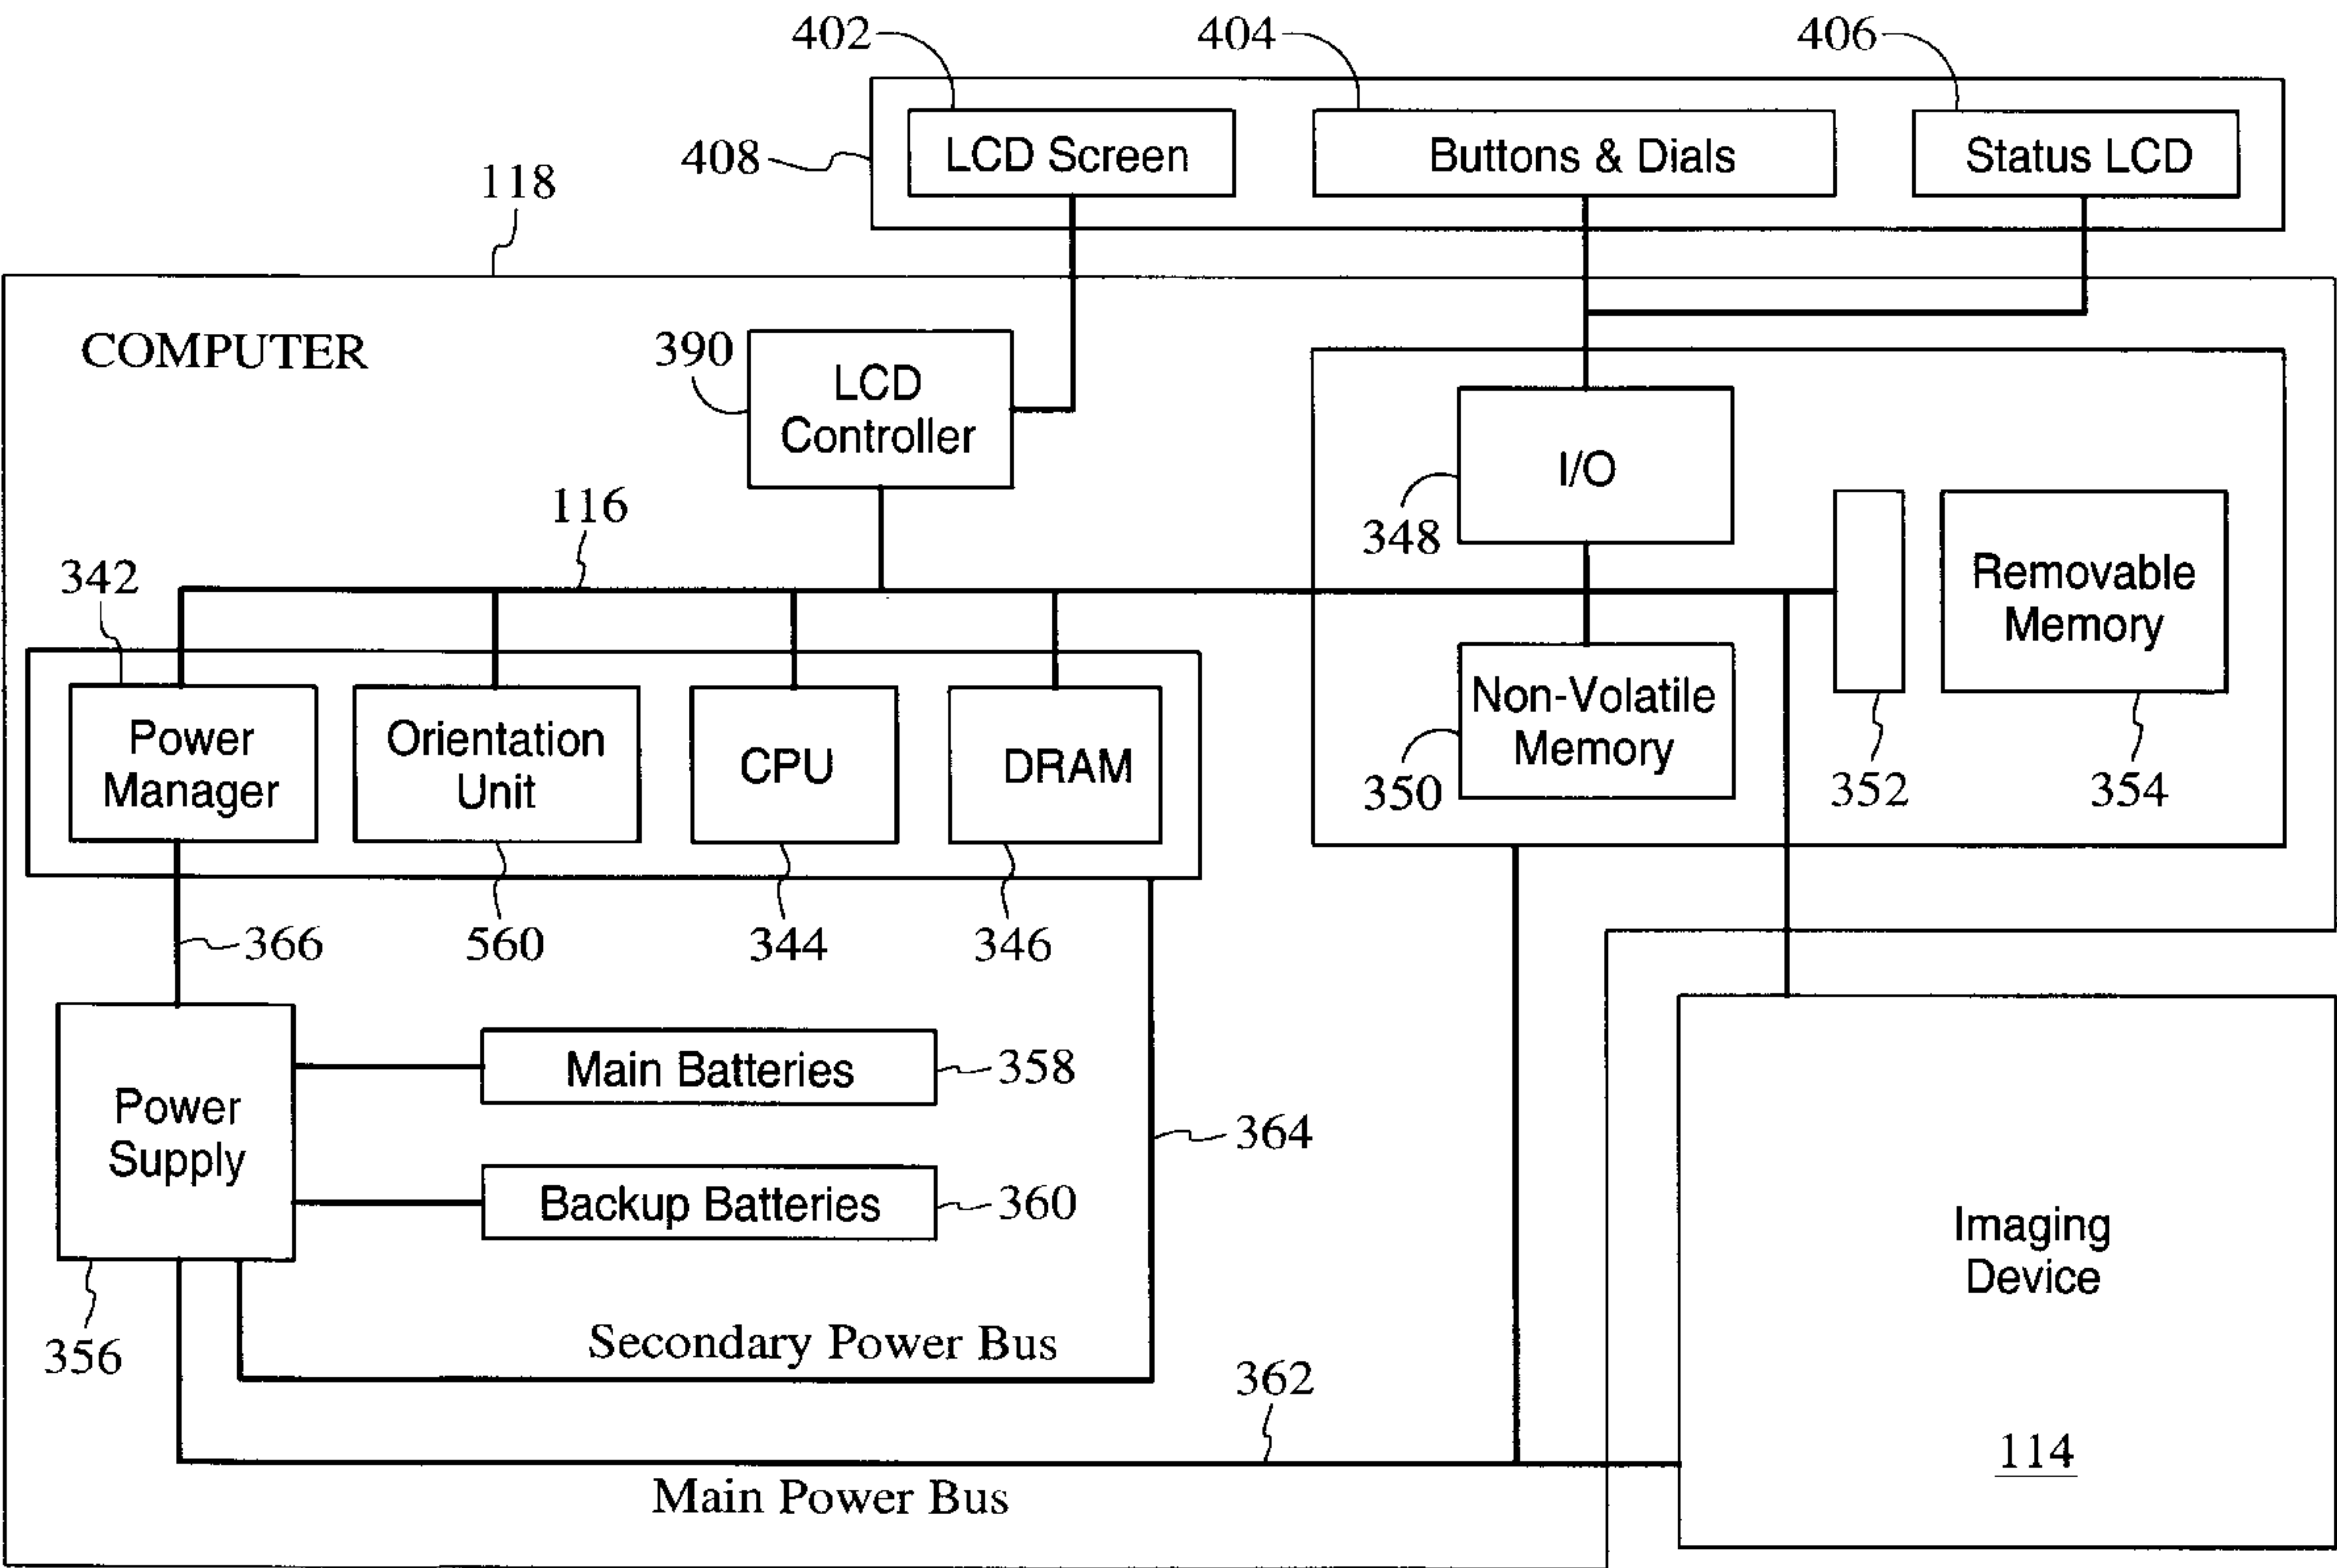 402
404
406
LCD Screen
Buttons & Dials
Status LCD
408
118
COMPUTER
390
LCD
Controller
I/O
348
116
342
Removable
Memory
Power
Manager
Orientation
Unit
CPU
DRAM
Non-Volatile
Memory
350
352
354
366
560
344
346
Power
Supply
Main Batteries
358
364
Backup Batteries
360
Imaging
Device
356
Secondary Power Bus
362
114
Main Power Bus